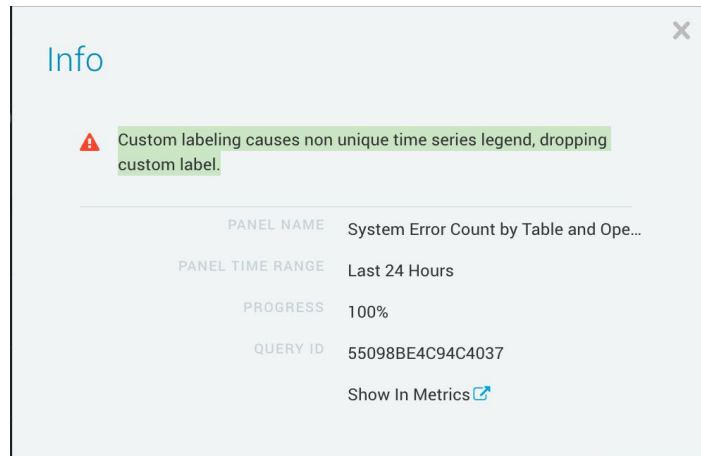 Info
Custom labeling causes non unique time series legend, dropping
custom label.
PANEL NAME System Error Count by Table and Ope...
PANEL TIME RANGE Last 24 Hours
PROGRESS 100%
QUERY ID 55098BE4C94C4037
Show In Metrics